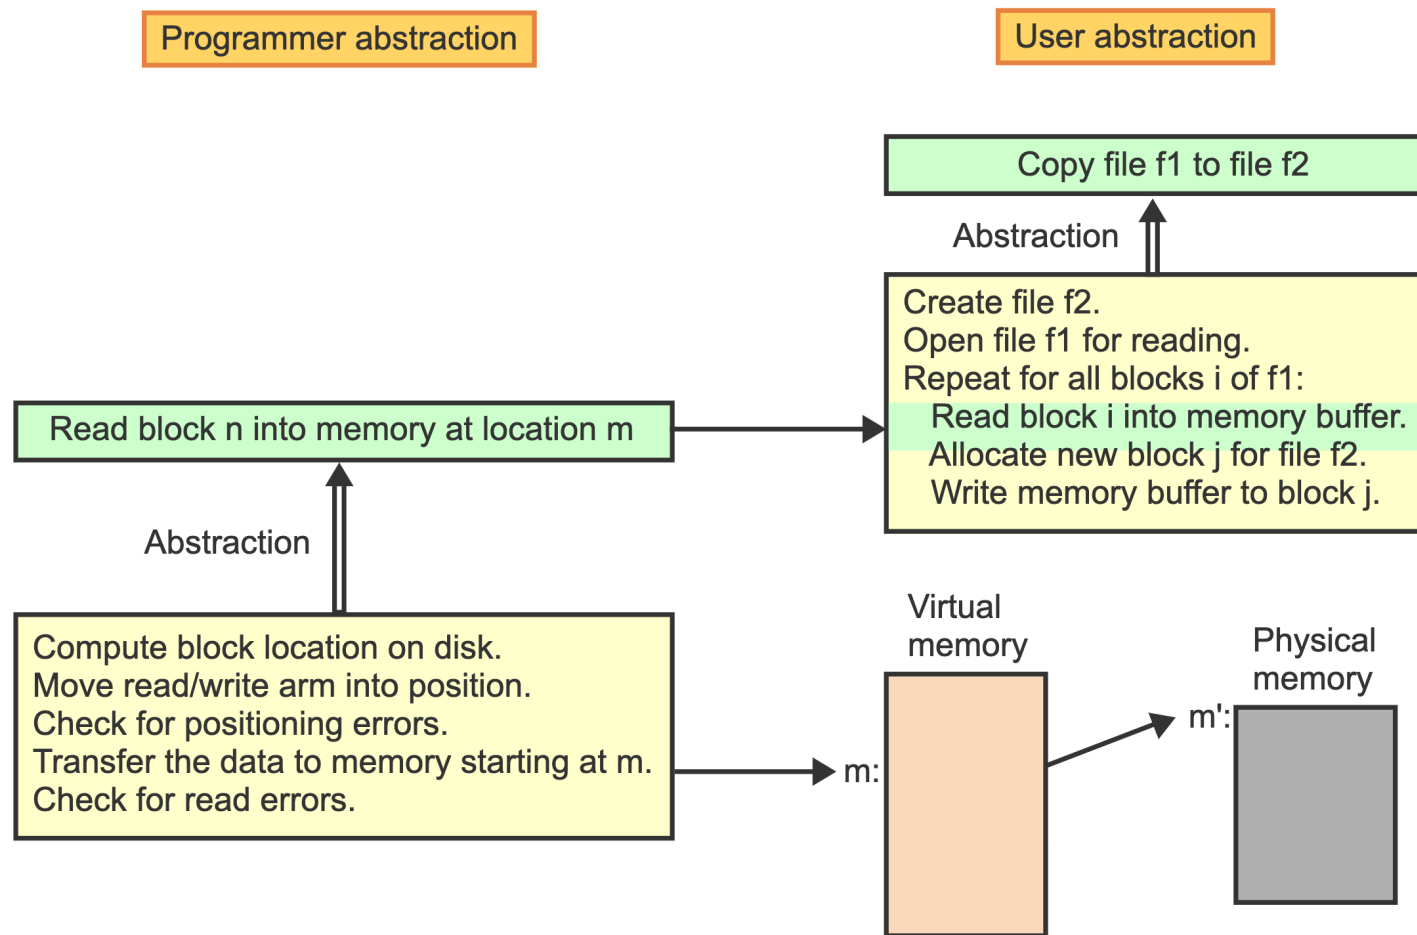 Programmer abstraction
User abstraction
Copy file f1 to file f2
Abstraction
Create file f2.
Open file f1 for reading.
Repeat for all blocks i of f1:
Read block i into memory buffer.
Allocate new block j for file f2.
Write memory buffer to block j.
Read block n into memory at location m
Abstraction
Compute block location on disk.
Move read/write arm into position.
Check for positioning errors.
Transfer the data to memory starting at m.
Check for read errors.
Virtual
memory
m:
Physical
memory
m':